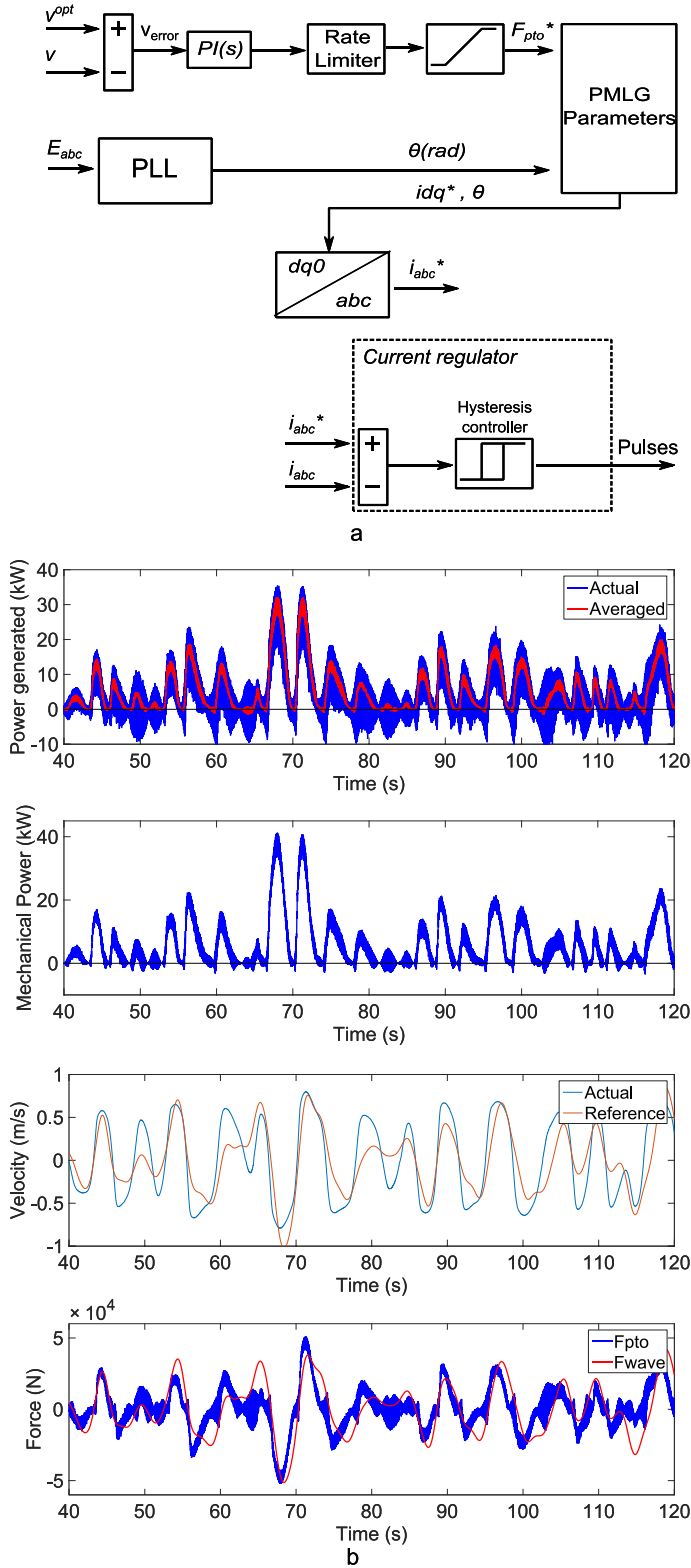 v^opt
v
+
−
v_error
PI(s)
Rate
Limiter
F_pto*
PMLG
Parameters
E_abc
PLL
θ(rad)
idq* , θ
dq0
abc
i_abc*
Current regulator
i_abc*
i_abc
+
−
Hysteresis
controller
Pulses
a
Power generated (kW)
40
30
20
10
0
-10
Actual
Averaged
40 50 60 70 80 90 100 110 120
Time (s)
Mechanical Power (kW)
40
20
0
40 50 60 70 80 90 100 110 120
Time (s)
Velocity (m/s)
1
0.5
0
-0.5
-1
Actual
Reference
40 50 60 70 80 90 100 110 120
Time (s)
× 10^4
Force (N)
5
0
-5
Fpto
Fwave
40 50 60 70 80 90 100 110 120
Time (s)
b